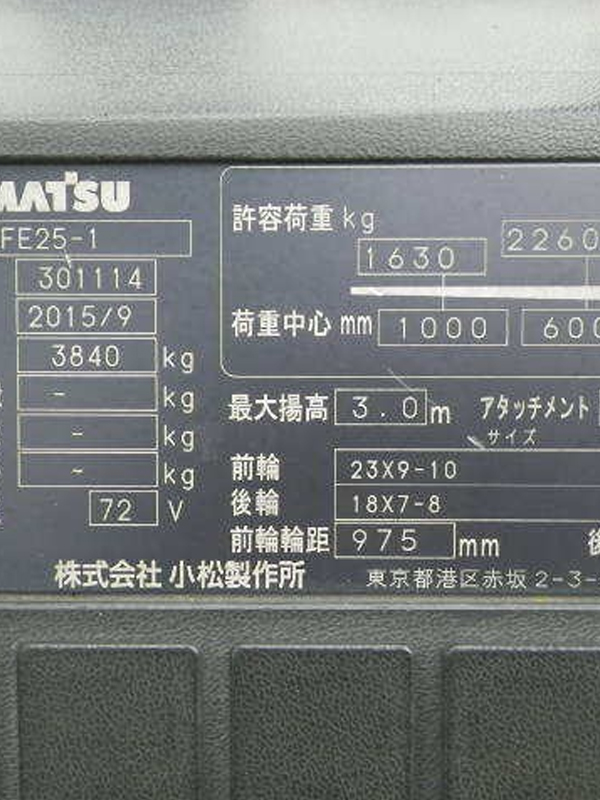 MATSU
FE25-1
301114
2015/9
3840 kg
- kg
- kg
- kg
72 V
許容荷重 kg
1630 2260
荷重中心 mm 1000 600
最大揚高 3.0 m アタッチメント
サイズ
前輪 23X9-10
後輪 18X7-8
前輪輪距 975 mm 後
株式会社 小松製作所 東京都港区赤坂 2-3-